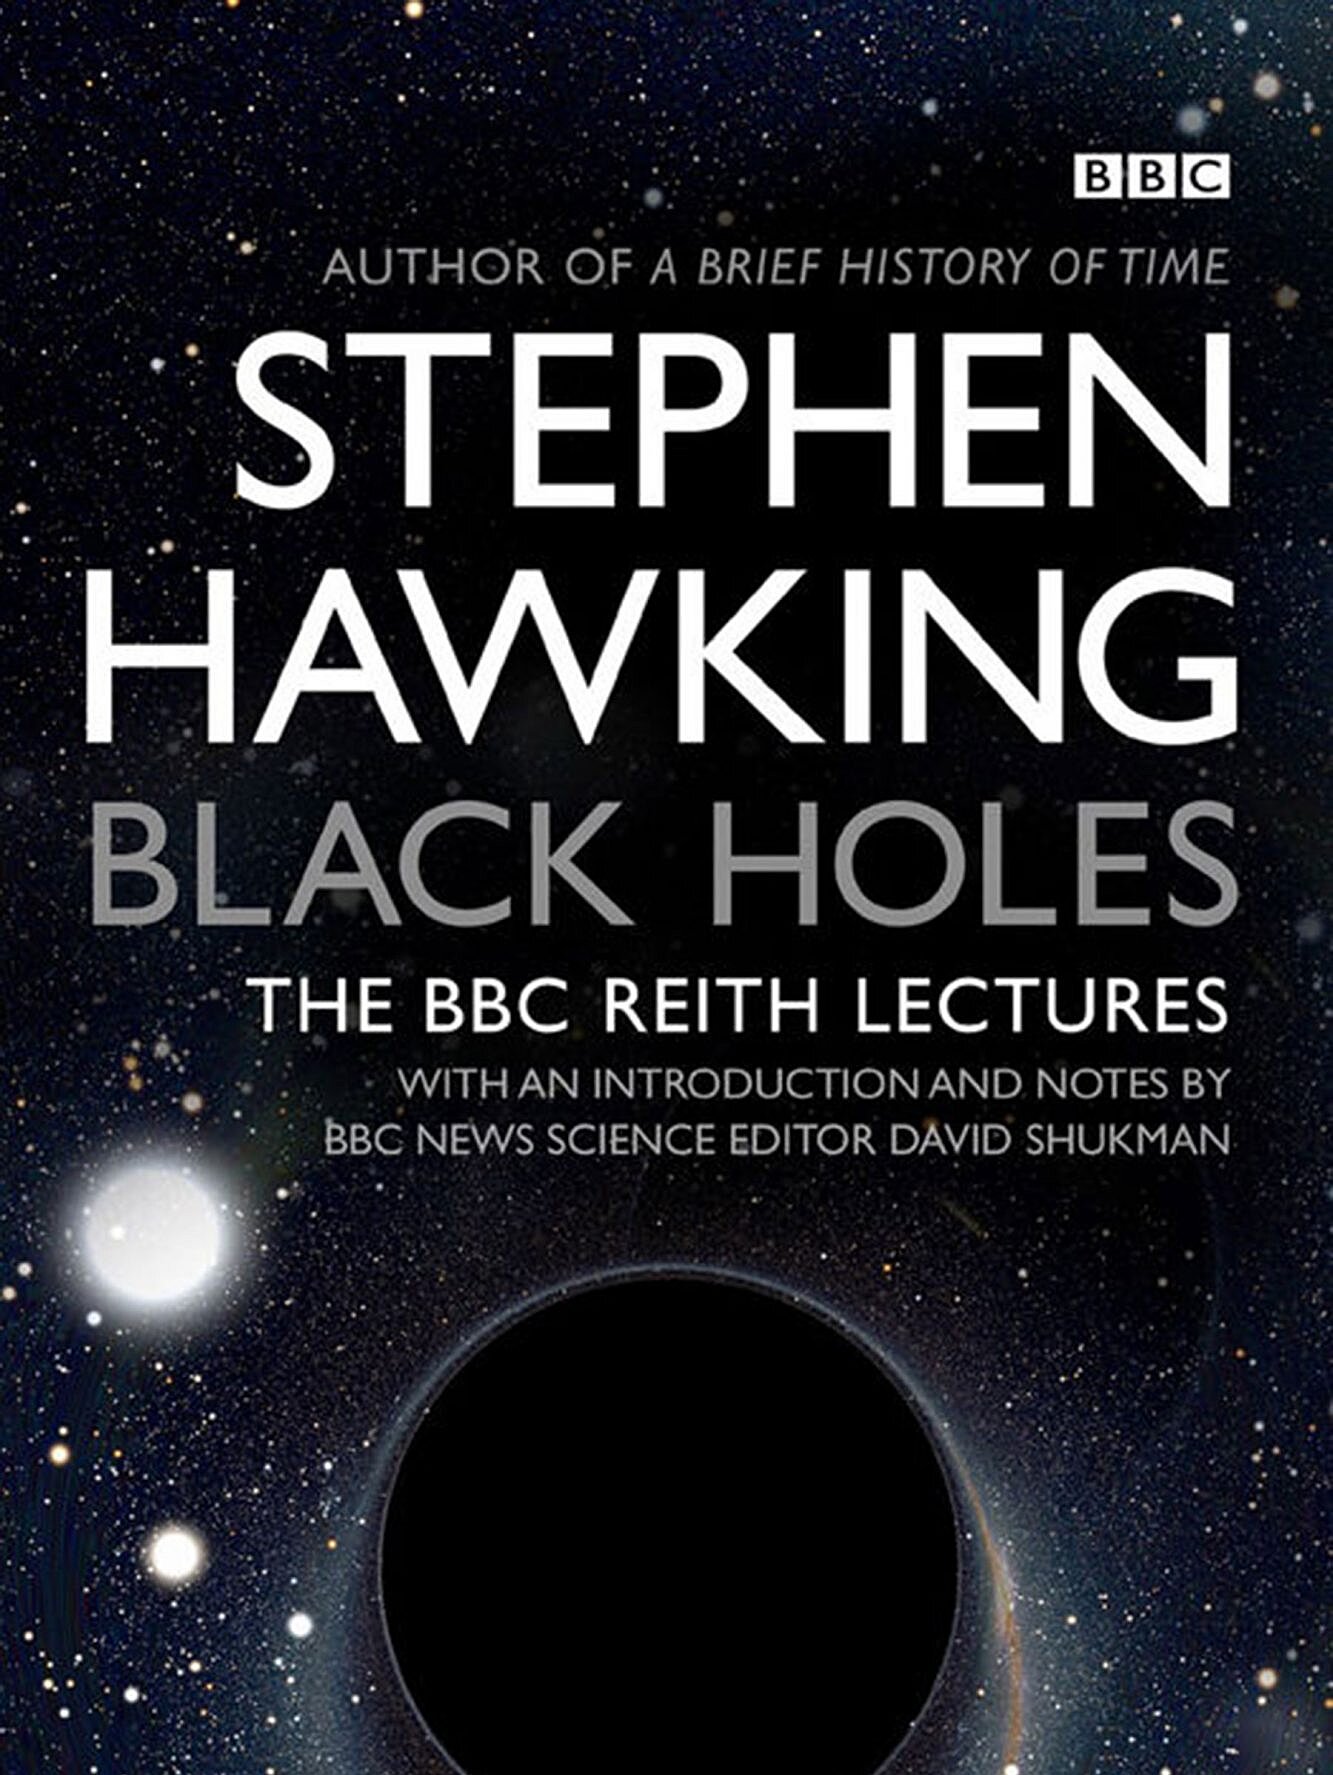 BBC
AUTHOR OF A BRIEF HISTORY OF TIME
STEPHEN
HAWKING
BLACK HOLES
THE BBC REITH LECTURES
WITH AN INTRODUCTION AND NOTES BY
BBC NEWS SCIENCE EDITOR DAVID SHUKMAN